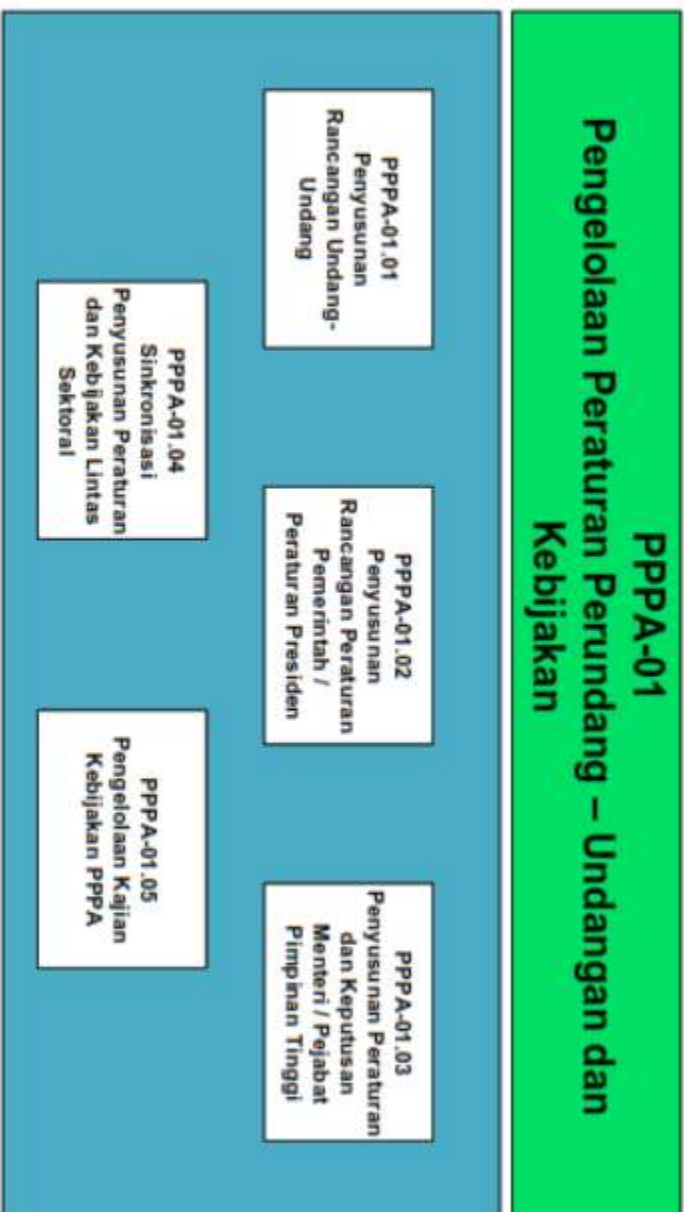 PPPA-01
Pengelolaan Peraturan Perundang – Undangan dan
Kebijakan
PPPA-01.01
Penyusunan
Rancangan Undang-
Undang
PPPA-01.02
Penyusunan
Rancangan Peraturan
Pemerintah /
Peraturan Presiden
PPPA-01.03
Penyusunan Peraturan
dan Keputusan
Menteri / Pejabat
Pimpinan Tinggi
PPPA-01.04
Sinkronisasi
Penyusunan Peraturan
dan Kebijakan Lintas
Sektoral
PPPA-01.05
Pengelolaan Kajian
Kebijakan PPPA